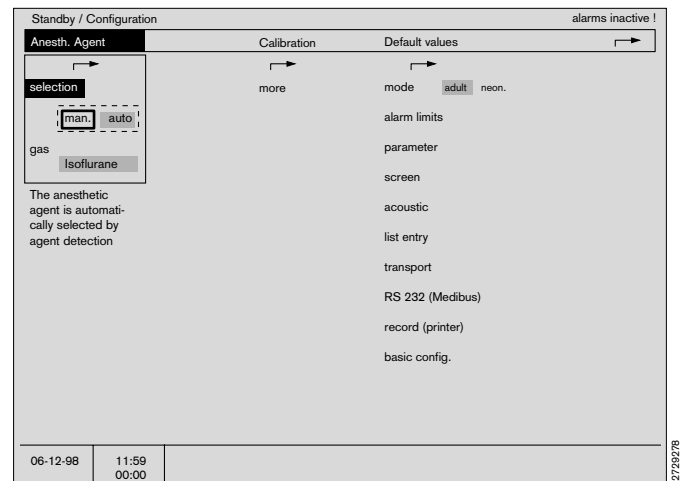 Standby / Configuration
alarms inactive !
Anesth. Agent
Calibration
Default values
selection
man. auto
gas
Isoflurane
The anesthetic
agent is automati-
cally selected by
agent detection
more
mode adult neon.
alarm limits
parameter
screen
acoustic
list entry
transport
RS 232 (Medibus)
record (printer)
basic config.
06-12-98
11:59
00:00
2729278